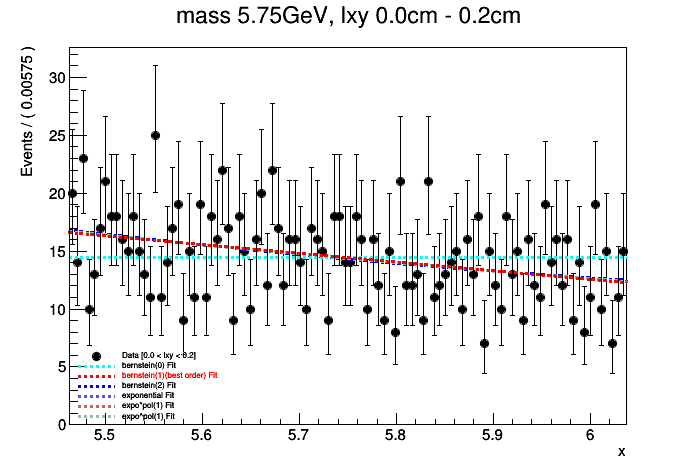 mass 5.75GeV, lxy 0.0cm - 0.2cm
Events / ( 0.00575 )
30
25
20
15
10
5
0
Data [0.0 < lxy < 0.2]
bernstein(0) Fit
bernstein(1)(best order) Fit
bernstein(2) Fit
exponential Fit
expo*pol(1) Fit
expo*pol(1) Fit
5.5 5.6 5.7 5.8 5.9 6
x